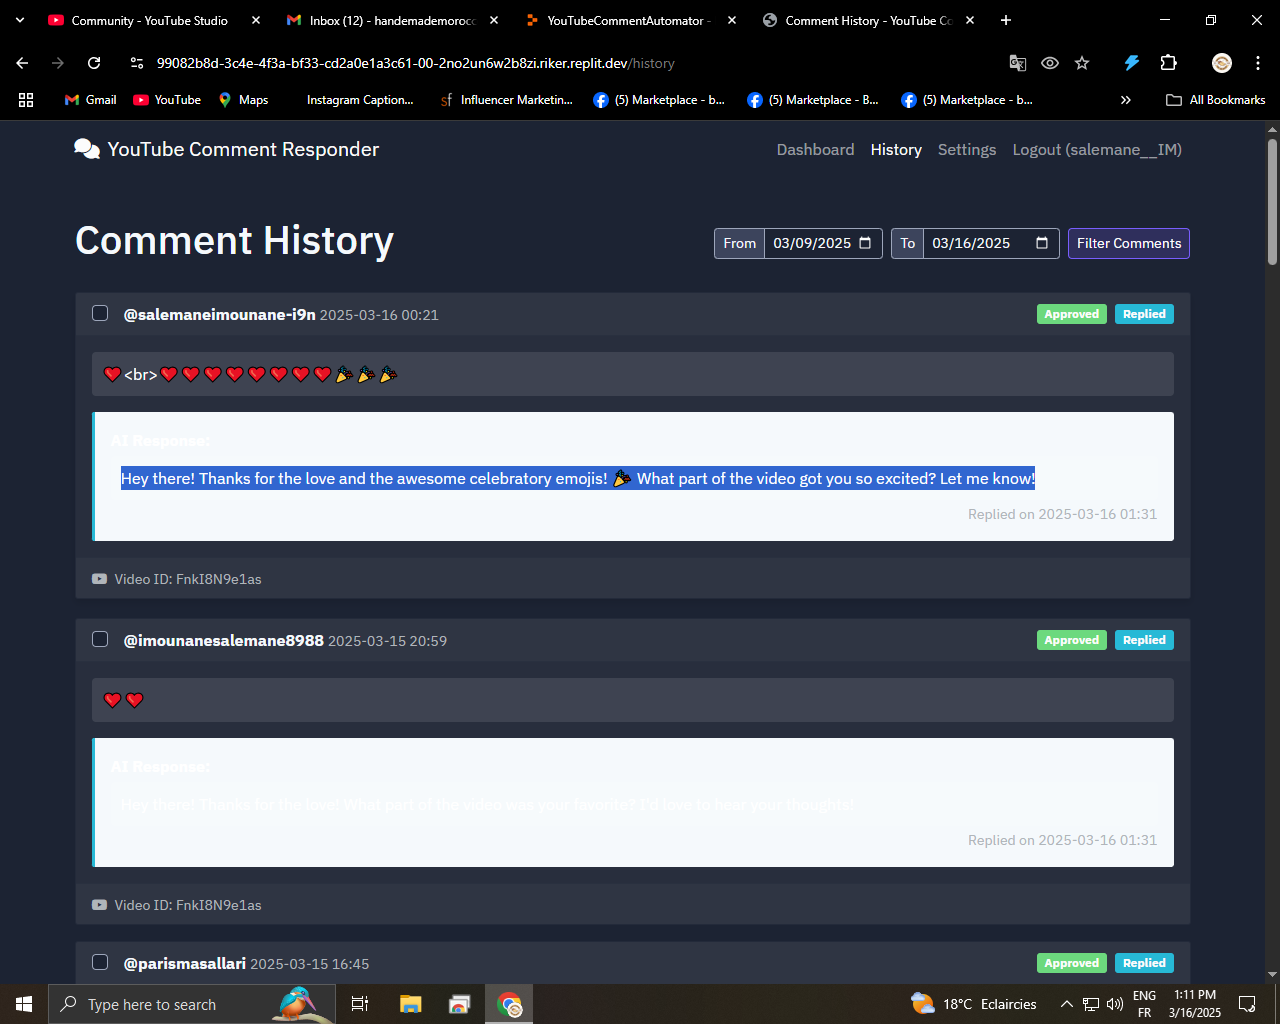 Community - YouTube Studio
Inbox (12) - handemademoroco
YouTubeCommentAutomator -
Comment History - YouTube Co
99082b8d-3c4e-4f3a-bf33-cd2a0e1a3c61-00-2no2un6w2b8zi.riker.replit.dev/history
Gmail
YouTube
Maps
Instagram Caption...
sf Influencer Marketin...
(5) Marketplace - b...
(5) Marketplace - B...
(5) Marketplace - b...
All Bookmarks
YouTube Comment Responder
Dashboard History Settings Logout (salemane__IM)
Comment History
From 03/09/2025 To 03/16/2025 Filter Comments
@salemaneimounane-i9n 2025-03-16 00:21 Approved Replied
❤️<br>❤️❤️❤️❤️❤️❤️❤️❤️🎉🎉🎉
AI Response:
Hey there! Thanks for the love and the awesome celebratory emojis! 🎉 What part of the video got you so excited? Let me know!
Replied on 2025-03-16 01:31
Video ID: FnkI8N9e1as
@imounanesalemane8988 2025-03-15 20:59 Approved Replied
❤️❤️
AI Response:
Hey there! Thanks for the love! What part of the video was your favorite? I'd love to hear your thoughts!
Replied on 2025-03-16 01:31
Video ID: FnkI8N9e1as
@parismasallari 2025-03-15 16:45 Approved Replied
Type here to search
18°C Eclaircies
ENG
FR
1:11 PM
3/16/2025